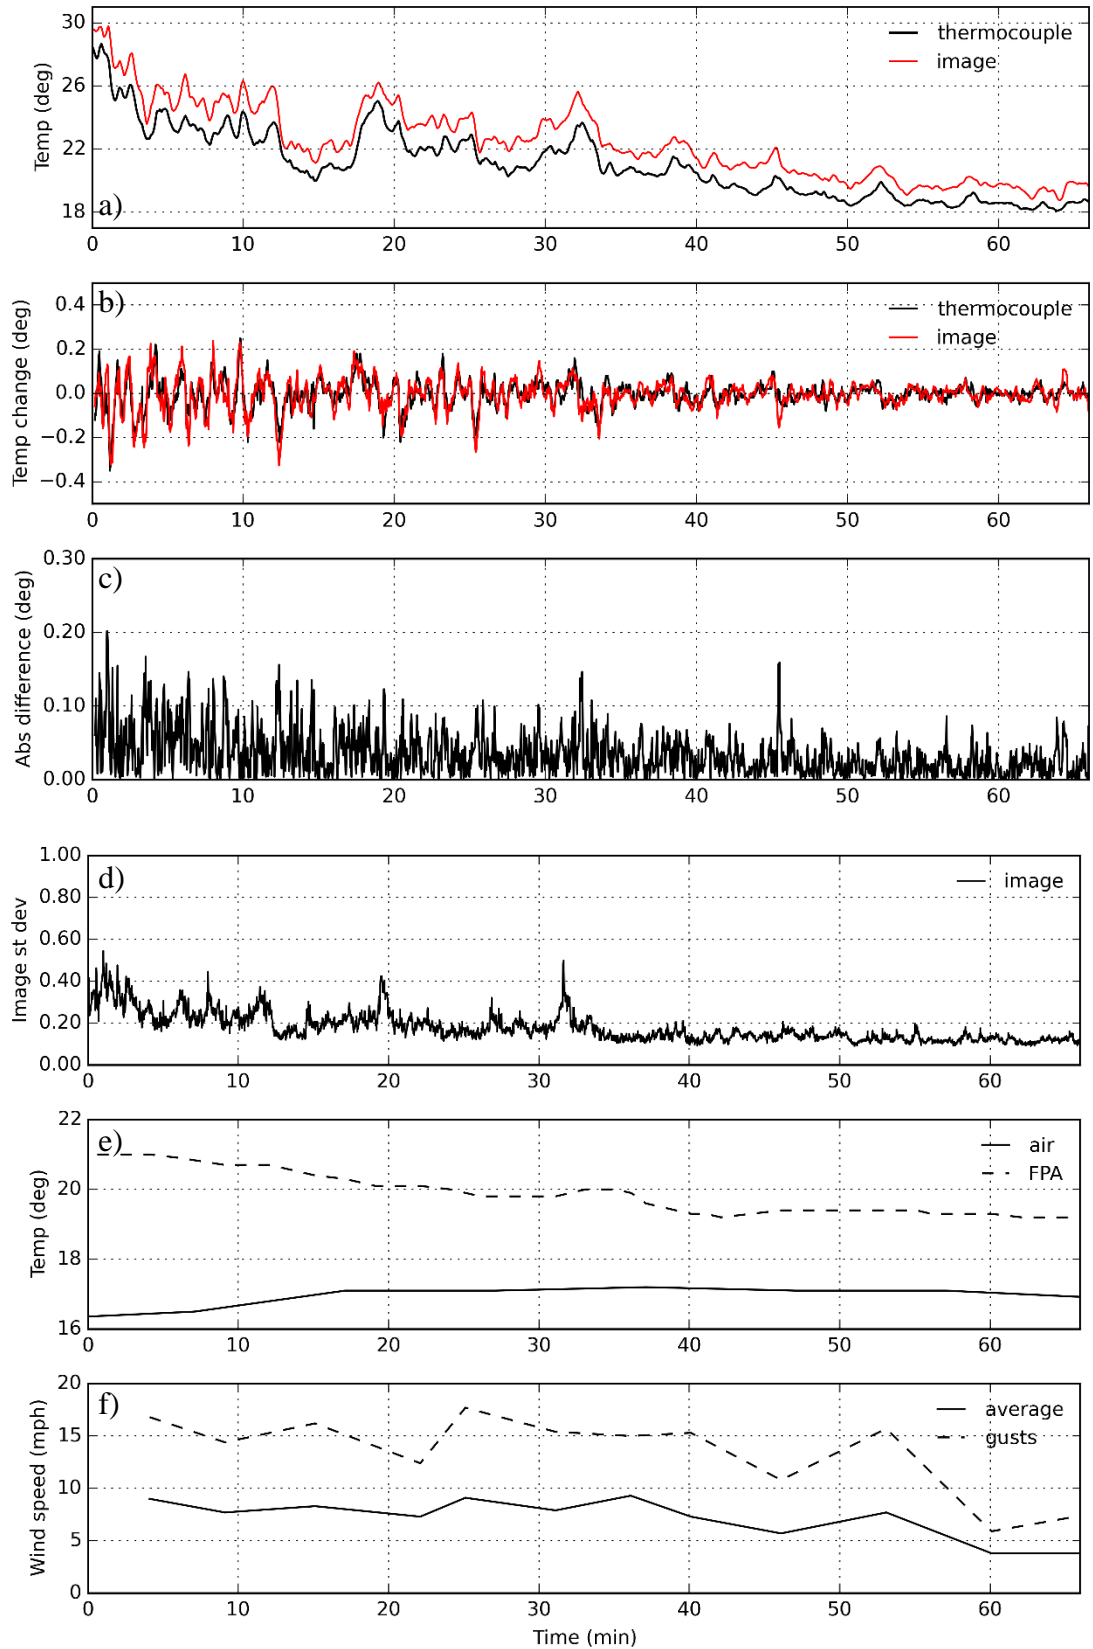 a)
Temp (deg)
30
26
22
18
thermocouple
image
0 10 20 30 40 50 60
b)
Temp change (deg)
0.4
0.2
0.0
−0.2
−0.4
thermocouple
image
0 10 20 30 40 50 60
c)
Abs difference (deg)
0.30
0.20
0.10
0.00
0 10 20 30 40 50 60
d)
Image st dev
1.00
0.80
0.60
0.40
0.20
0.00
image
0 10 20 30 40 50 60
e)
Temp (deg)
22
20
18
16
air
FPA
0 10 20 30 40 50 60
f)
Wind speed (mph)
20
15
10
5
0
average
gusts
0 10 20 30 40 50 60
Time (min)